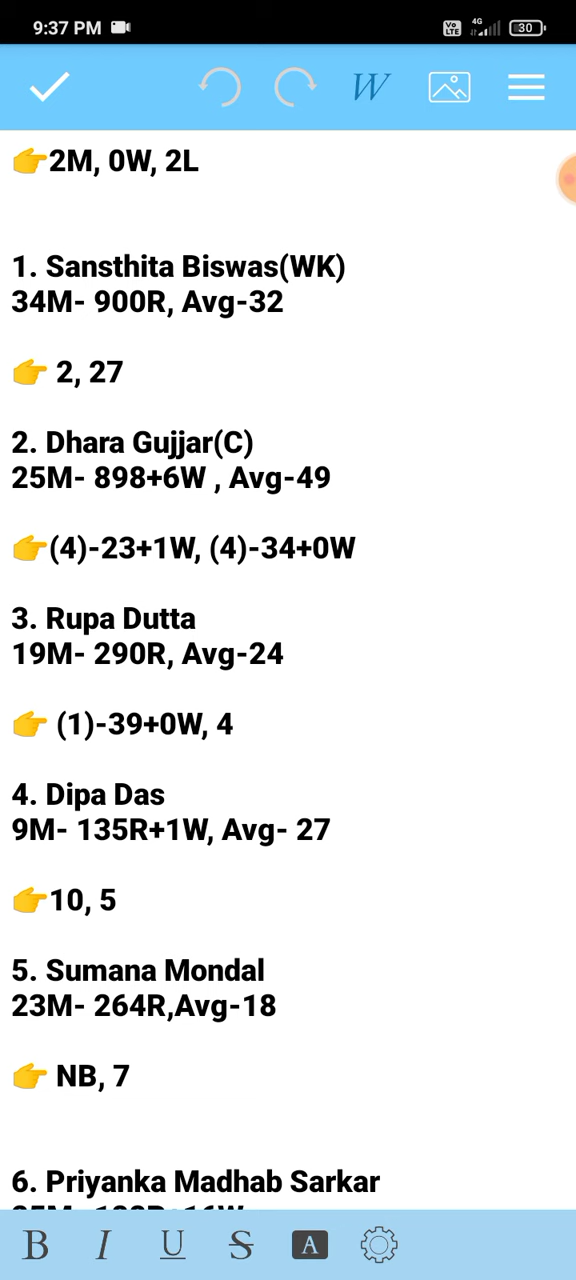 9:37 PM
Vo LTE 4G 30
W
👉2M, 0W, 2L
1. Sansthita Biswas(WK)
34M- 900R, Avg-32
👉 2, 27
2. Dhara Gujjar(C)
25M- 898+6W , Avg-49
👉(4)-23+1W, (4)-34+0W
3. Rupa Dutta
19M- 290R, Avg-24
👉 (1)-39+0W, 4
4. Dipa Das
9M- 135R+1W, Avg- 27
👉10, 5
5. Sumana Mondal
23M- 264R,Avg-18
👉 NB, 7
6. Priyanka Madhab Sarkar
B I U S A